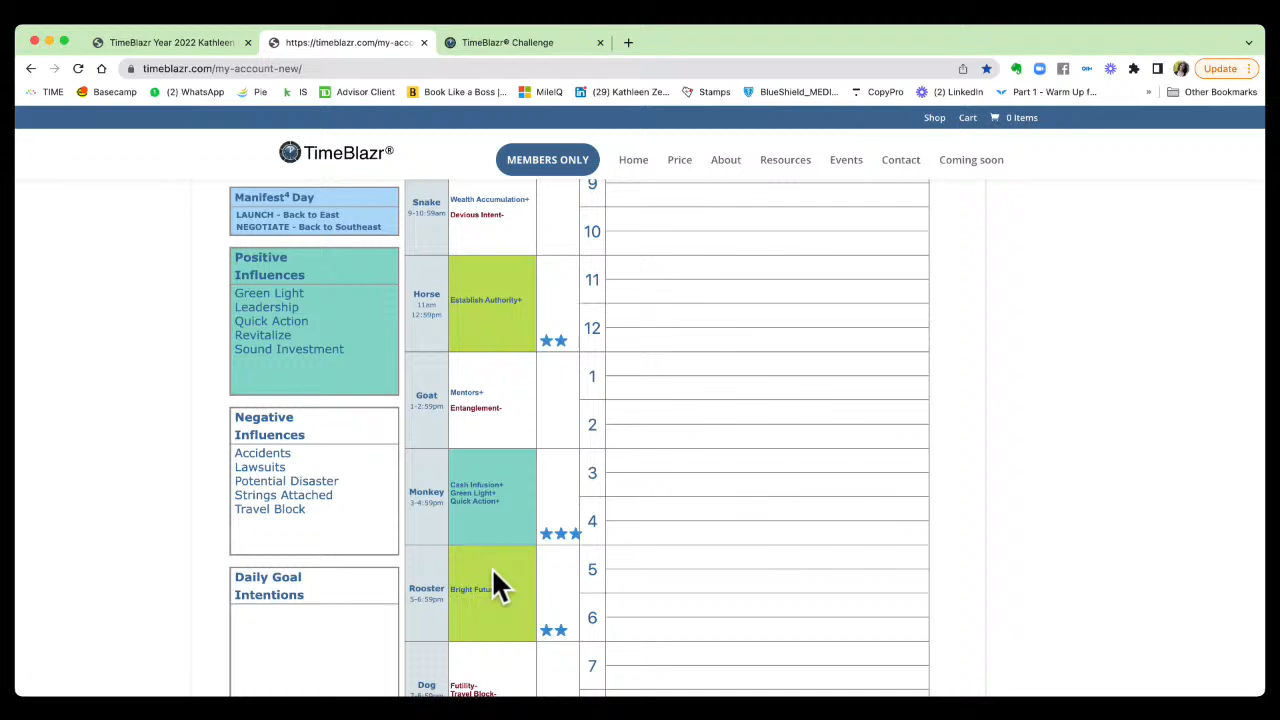 TimeBlazr Year 2022 Kathleen
https://timeblazr.com/my-acco
TimeBlazr® Challenge
timeblazr.com/my-account-new/
Update
TIME
Basecamp
(2) WhatsApp
Pie
IS
Advisor Client
Book Like a Boss |...
MileIQ
(29) Kathleen Ze...
Stamps
BlueShield_MEDI...
CopyPro
(2) LinkedIn
Part 1 - Warm Up f...
»
Other Bookmarks
Shop
Cart
0 Items
TimeBlazr®
MEMBERS ONLY
Home
Price
About
Resources
Events
Contact
Coming soon
Manifest⁴ Day
LAUNCH - Back to East
NEGOTIATE - Back to Southeast
Positive
Influences
Green Light
Leadership
Quick Action
Revitalize
Sound Investment
Negative
Influences
Accidents
Lawsuits
Potential Disaster
Strings Attached
Travel Block
Daily Goal
Intentions
Snake
9-10:59am
Wealth Accumulation+
Devious Intent-
9
10
Horse
11am
12:59pm
Establish Authority+
11
12
Goat
1-2:59pm
Mentors+
Entanglement-
1
2
Monkey
3-4:59pm
Cash Infusion+
Green Light+
Quick Action+
3
4
Rooster
5-6:59pm
Bright
5
6
Dog
Futility-
Travel Block-
7